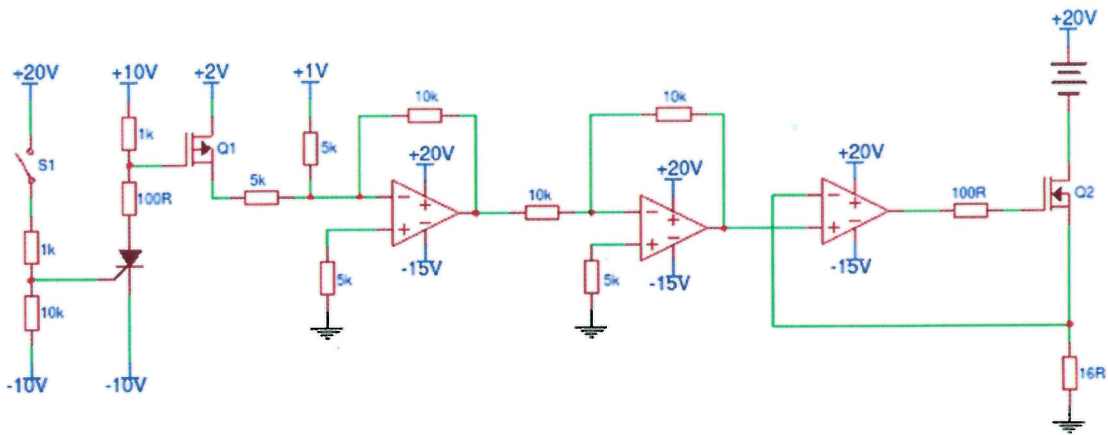 +20V
+20V
+10V
+2V
+1V
10k
10k
1k
Q1
5k
S1
+20V
+20V
+20V
5k
100R
10k
100R
Q2
1k
-15V
-15V
-15V
5k
5k
10k
16R
-10V
-10V